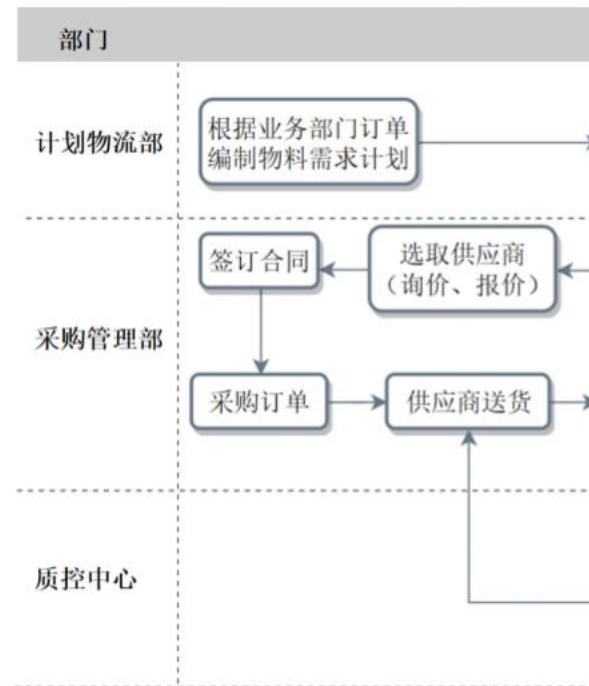 部门
计划物流部
根据业务部门订单
编制物料需求计划
签订合同
选取供应商
（询价、报价）
采购管理部
采购订单
供应商送货
质控中心